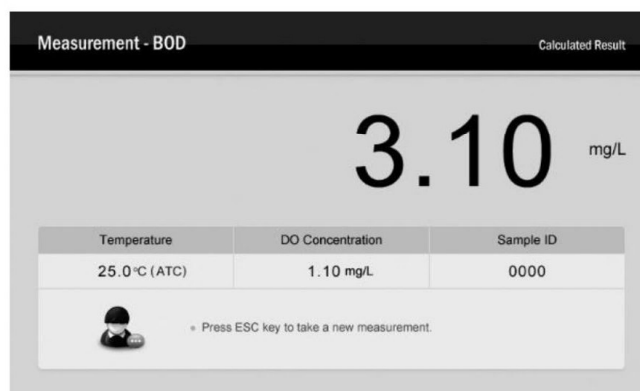 Measurement - BOD
Calculated Result
3.10 mg/L
Temperature DO Concentration Sample ID
25.0°C (ATC) 1.10 mg/L 0000
Press ESC key to take a new measurement.